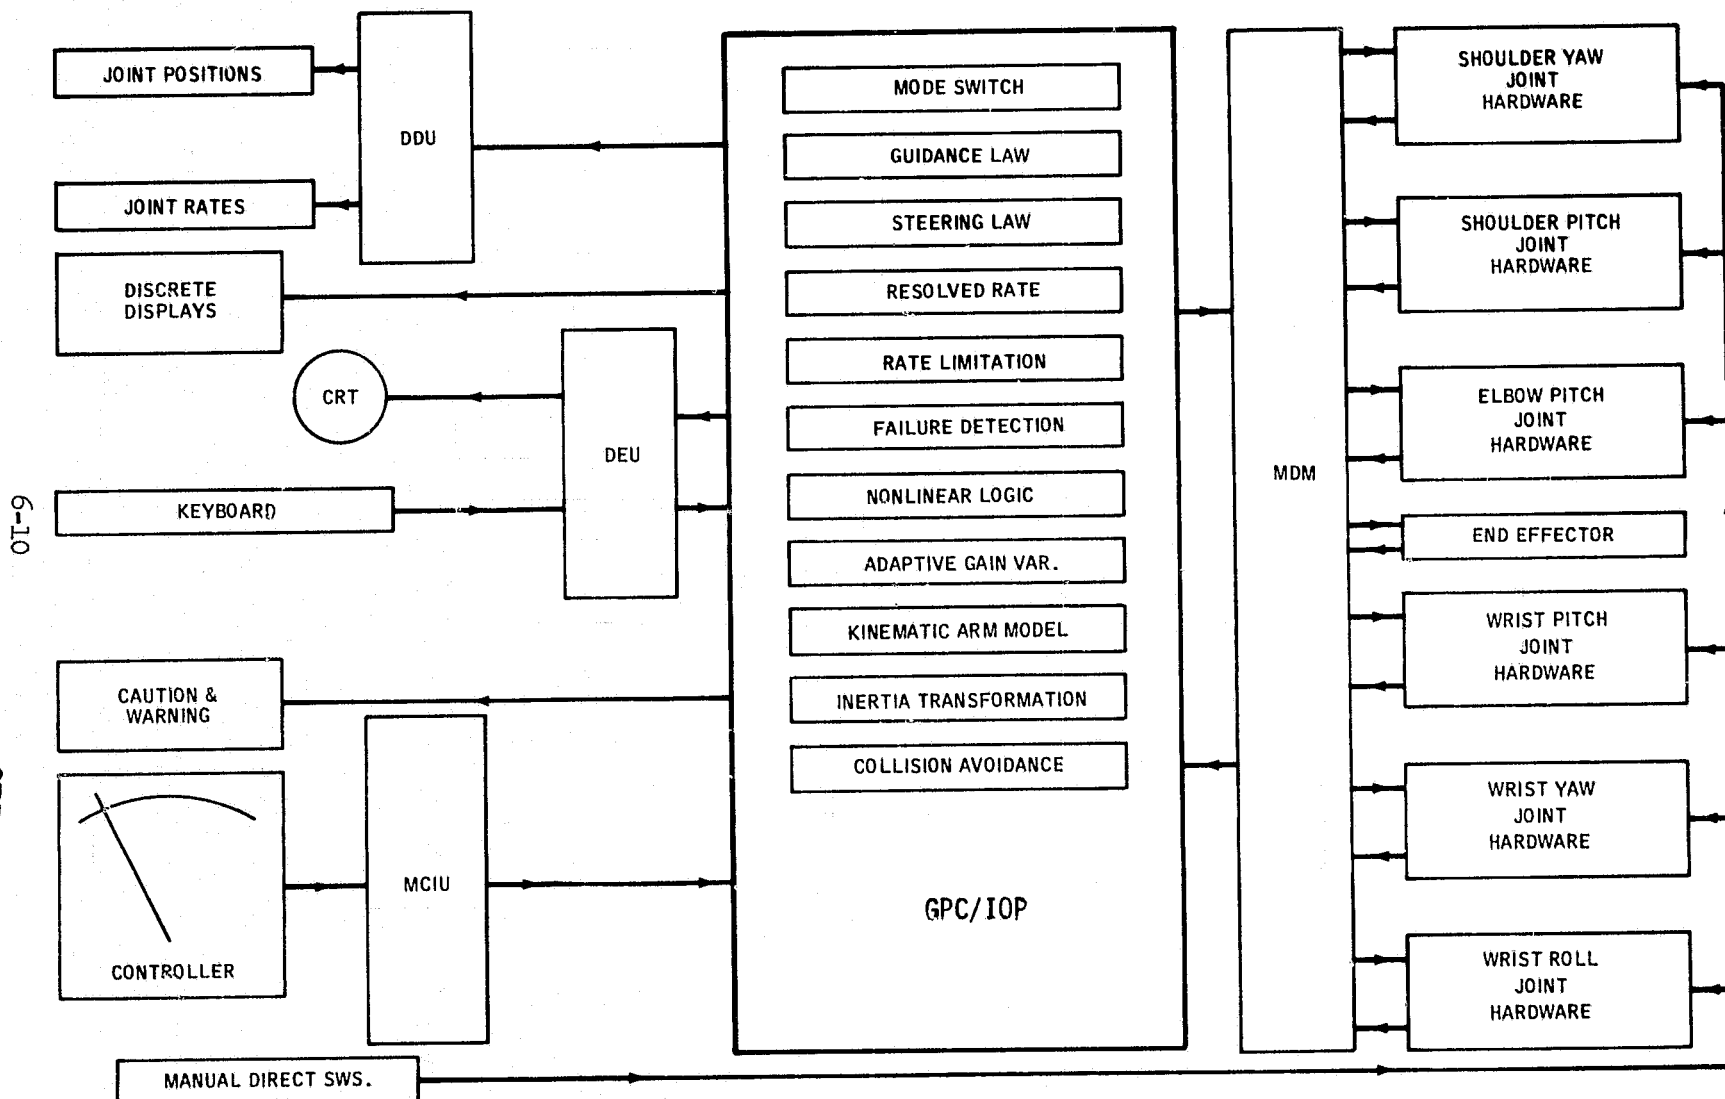 JOINT POSITIONS
JOINT RATES
DISCRETE
DISPLAYS
DDU
CRT
KEYBOARD
DEU
CAUTION &
WARNING
CONTROLLER
MCIU
MANUAL DIRECT SWS.
MODE SWITCH
GUIDANCE LAW
STEERING LAW
RESOLVED RATE
RATE LIMITATION
FAILURE DETECTION
NONLINEAR LOGIC
ADAPTIVE GAIN VAR.
KINEMATIC ARM MODEL
INERTIA TRANSFORMATION
COLLISION AVOIDANCE
GPC/IOP
MDM
SHOULDER YAW
JOINT
HARDWARE
SHOULDER PITCH
JOINT
HARDWARE
ELBOW PITCH
JOINT
HARDWARE
END EFFECTOR
WRIST PITCH
JOINT
HARDWARE
WRIST YAW
JOINT
HARDWARE
WRIST ROLL
JOINT
HARDWARE
6-10